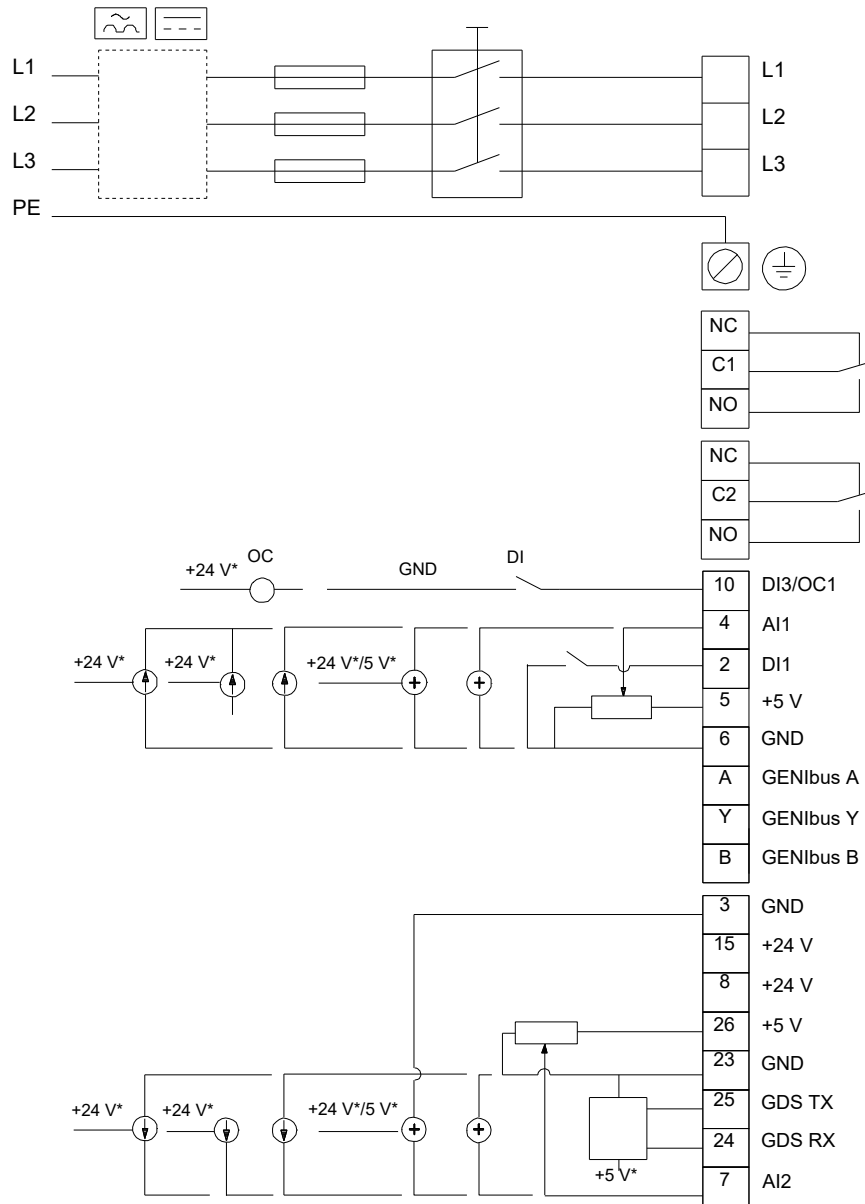 L1 L1
L2 L2
L3 L3
PE
NC
C1
NO
NC
C2
NO
+24 V* OC GND DI 10 DI3/OC1
4 AI1
+24 V* +24 V* +24 V*/5 V* 2 DI1
5 +5 V
6 GND
A GENIbus A
Y GENIbus Y
B GENIbus B
3 GND
15 +24 V
8 +24 V
26 +5 V
23 GND
+24 V* +24 V* +24 V*/5 V* 25 GDS TX
24 GDS RX
+5 V* 7 AI2